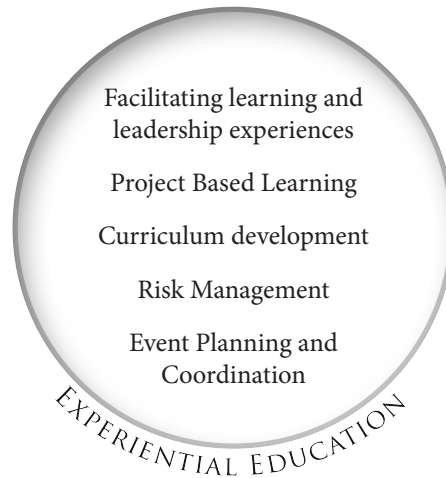 Facilitating learning and
leadership experiences
Project Based Learning
Curriculum development
Risk Management
Event Planning and
Coordination
EXPERIENTIAL EDUCATION